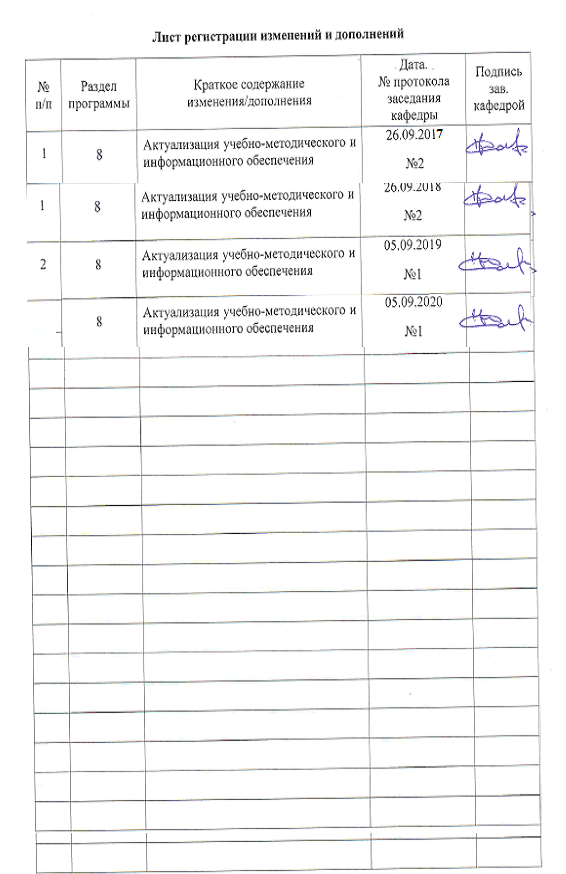 Лист регистрации изменений и дополнений
№
п/п
Раздел
программы
Краткое содержание
изменения/дополнения
Дата.
№ протокола
заседания
кафедры
Подпись
зав.
кафедрой
1
8
Актуализация учебно-методического и
информационного обеспечения
26.09.2017
№2
1
8
Актуализация учебно-методического и
информационного обеспечения
26.09.2018
№2
2
8
Актуализация учебно-методического и
информационного обеспечения
05.09.2019
№1
8
Актуализация учебно-методического и
информационного обеспечения
05.09.2020
№1